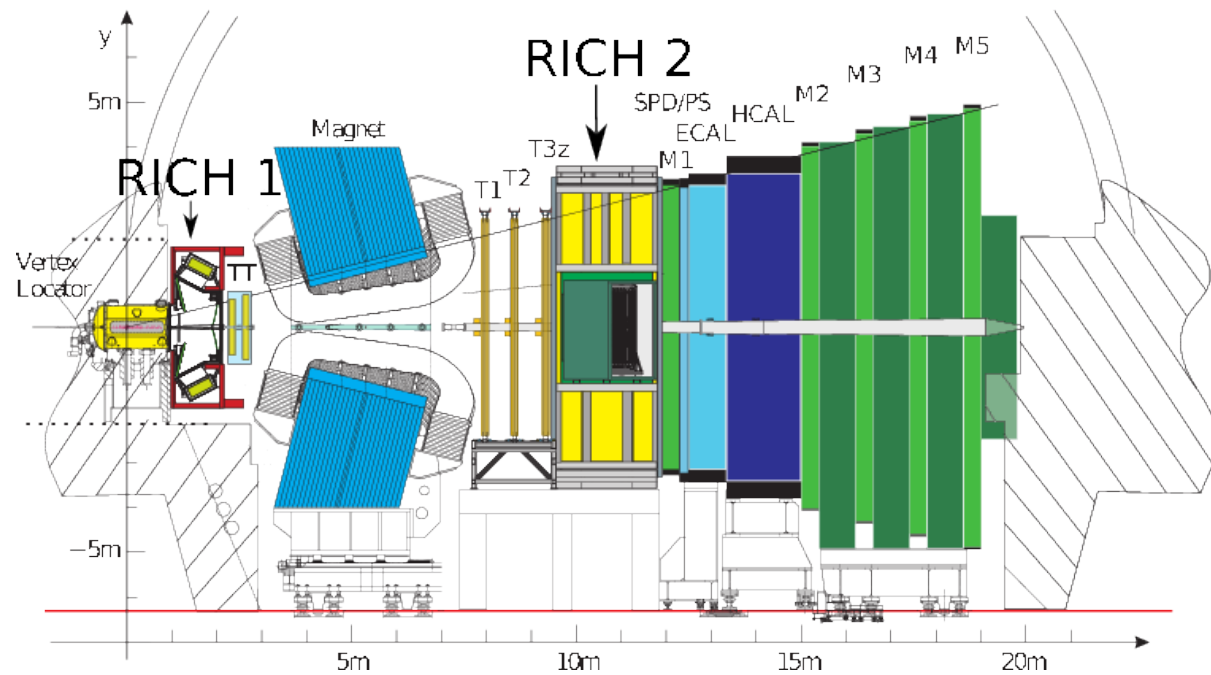 y
5m
Magnet
RICH 1
Vertex
Locator
TT
T1
T2
T3z
RICH 2
SPD/PS
M1
ECAL
HCAL
M2
M3
M4
M5
−5m
5m
10m
15m
20m